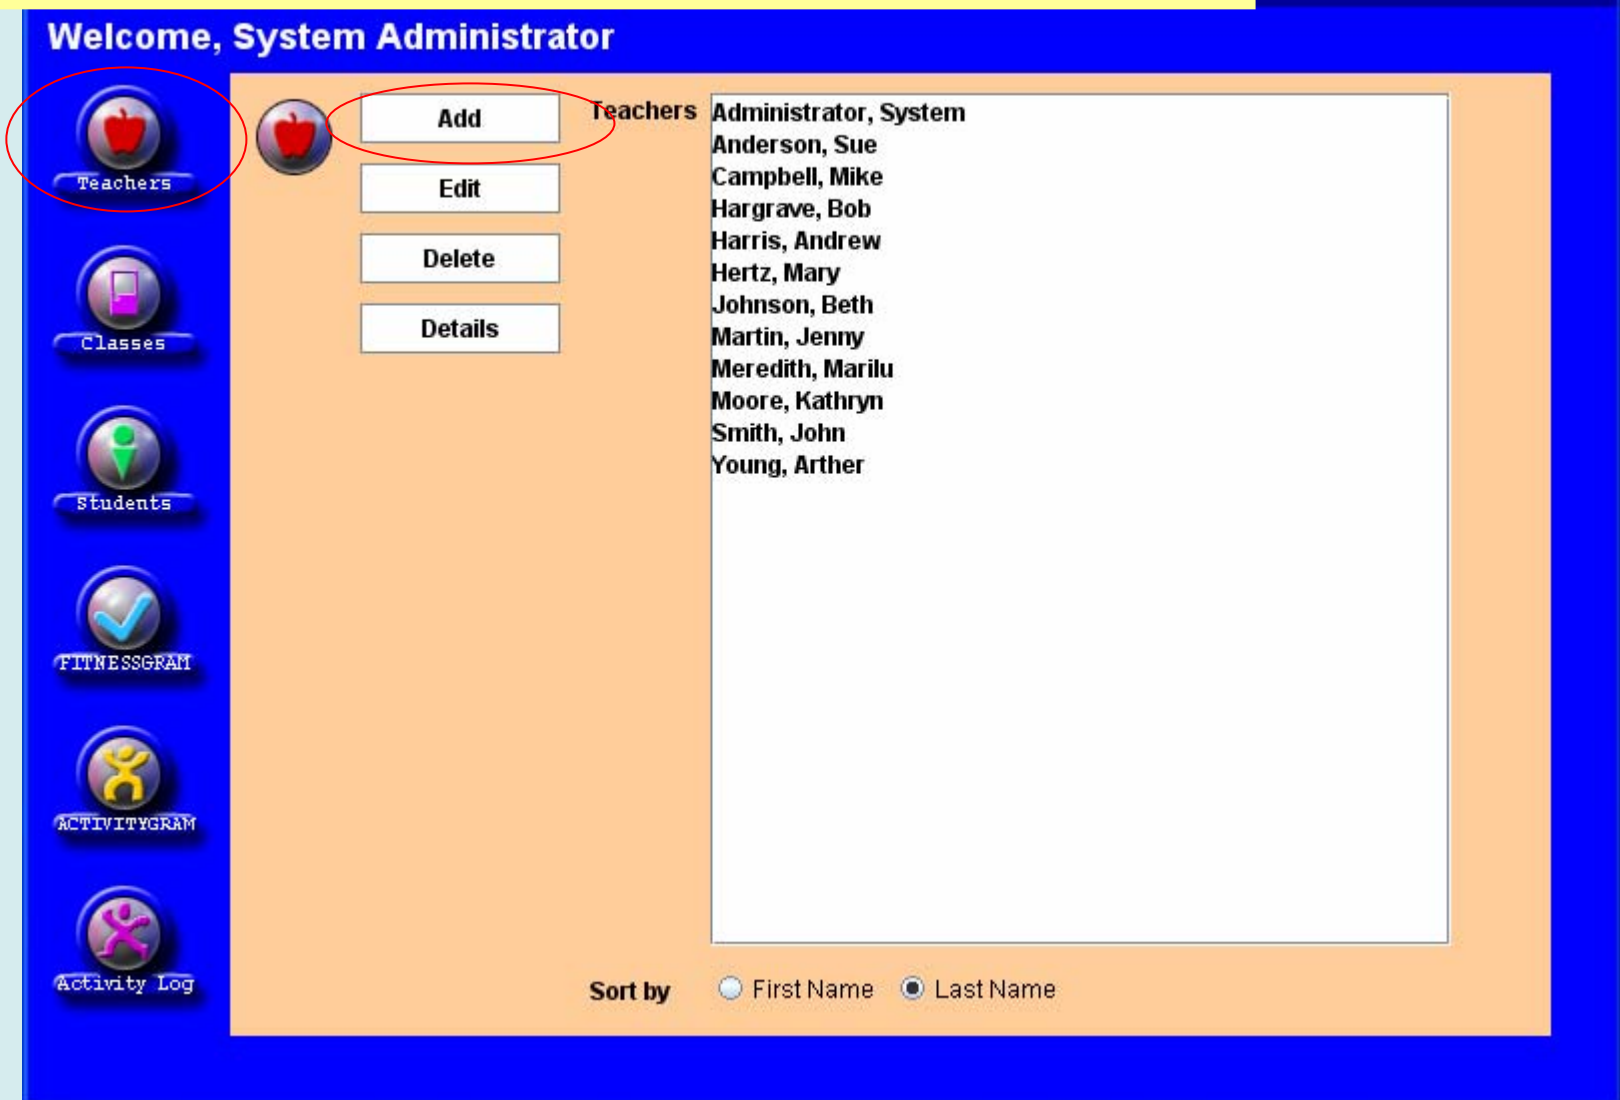 Welcome, System Administrator
Teachers
Classes
Students
FITNESSGRAM
ACTIVITYGRAM
Activity Log
Add
Edit
Delete
Details
Teachers
Administrator, System
Anderson, Sue
Campbell, Mike
Hargrave, Bob
Harris, Andrew
Hertz, Mary
Johnson, Beth
Martin, Jenny
Meredith, Marilu
Moore, Kathryn
Smith, John
Young, Arther
Sort by First Name Last Name